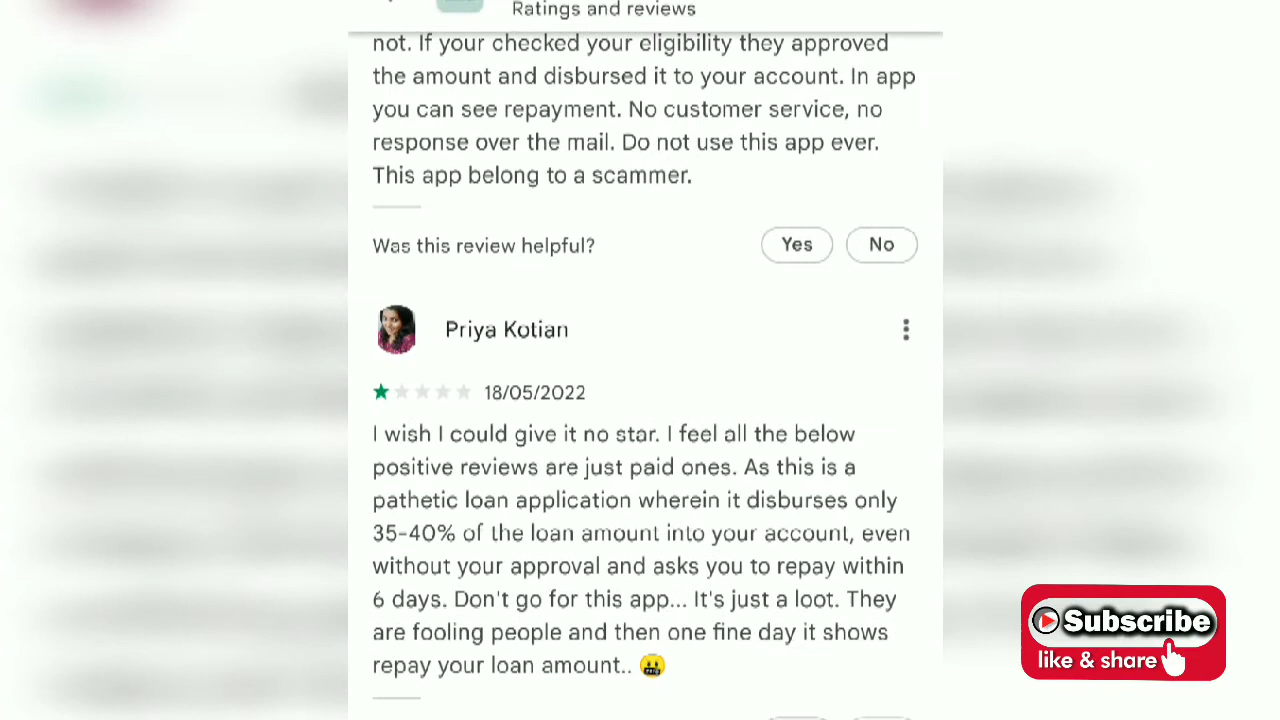 Ratings and reviews
not. If your checked your eligibility they approved
the amount and disbursed it to your account. In app
you can see repayment. No customer service, no
response over the mail. Do not use this app ever.
This app belong to a scammer.
Was this review helpful?
Yes
No
Priya Kotian
18/05/2022
I wish I could give it no star. I feel all the below
positive reviews are just paid ones. As this is a
pathetic loan application wherein it disburses only
35-40% of the loan amount into your account, even
without your approval and asks you to repay within
6 days. Don't go for this app... It's just a loot. They
are fooling people and then one fine day it shows
repay your loan amount..
Subscribe
like & share